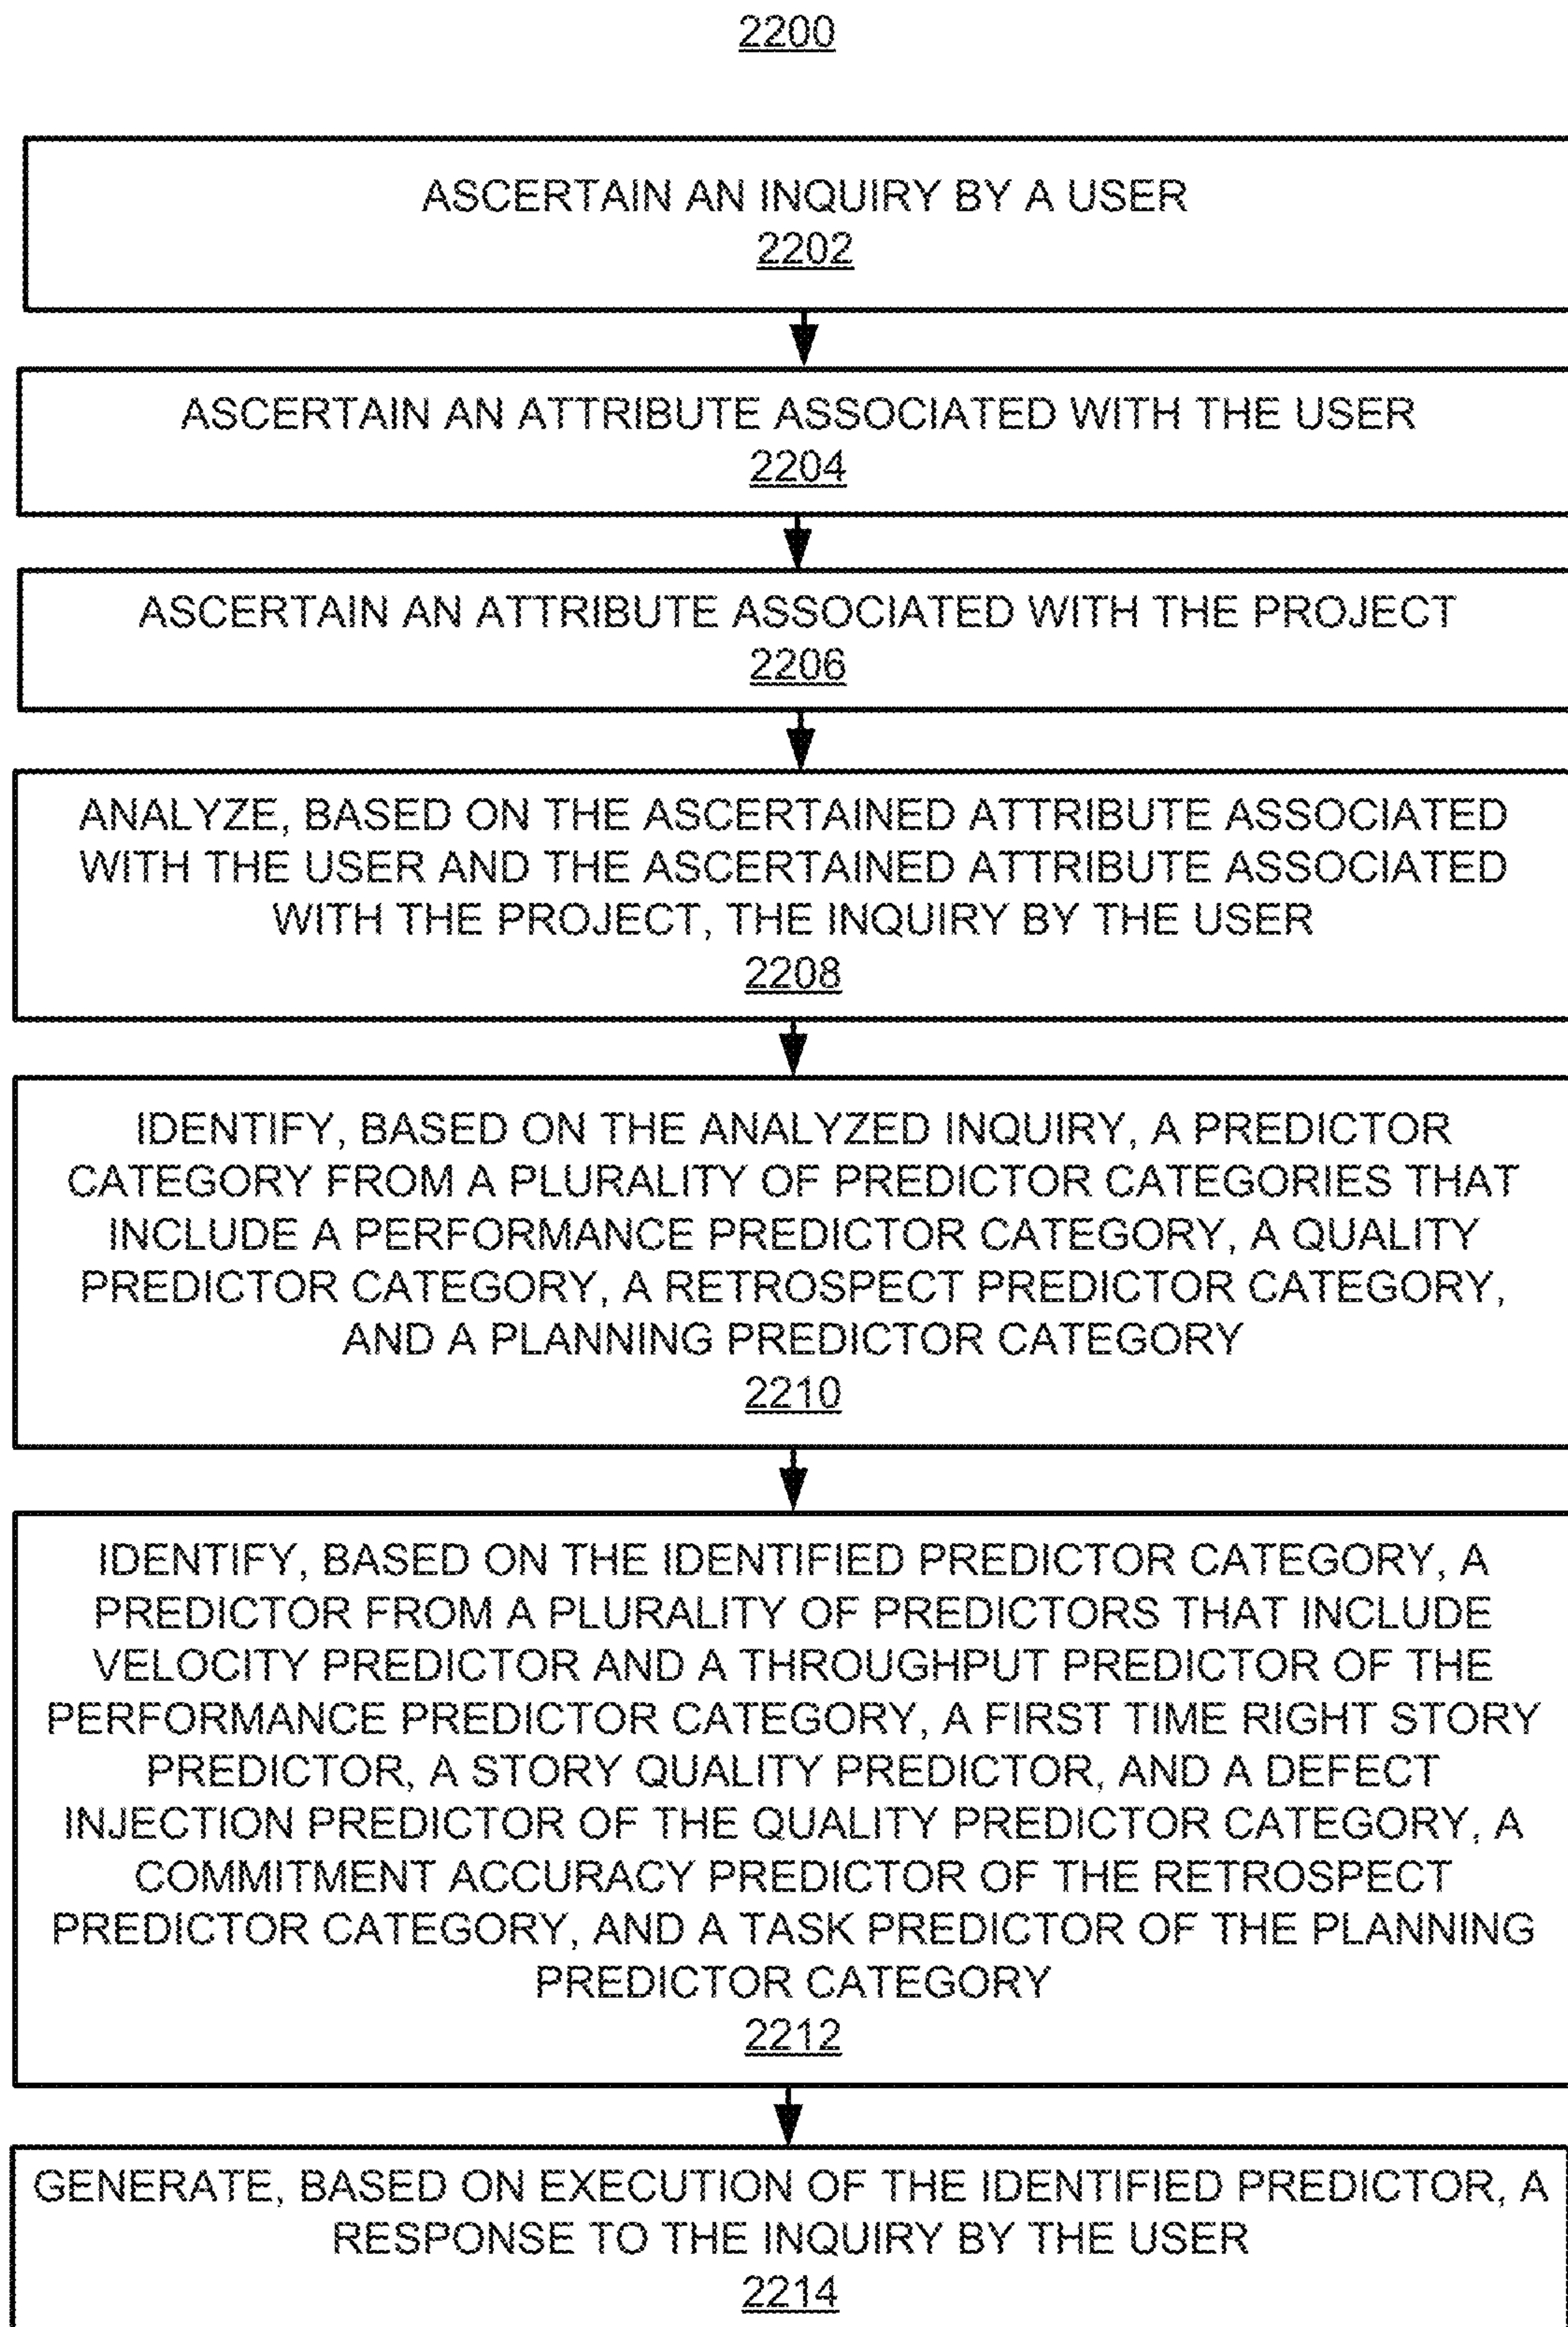 2200
ASCERTAIN AN INQUIRY BY A USER
2202
ASCERTAIN AN ATTRIBUTE ASSOCIATED WITH THE USER
2204
ASCERTAIN AN ATTRIBUTE ASSOCIATED WITH THE PROJECT
2206
ANALYZE, BASED ON THE ASCERTAINED ATTRIBUTE ASSOCIATED
WITH THE USER AND THE ASCERTAINED ATTRIBUTE ASSOCIATED
WITH THE PROJECT, THE INQUIRY BY THE USER
2208
IDENTIFY, BASED ON THE ANALYZED INQUIRY, A PREDICTOR
CATEGORY FROM A PLURALITY OF PREDICTOR CATEGORIES THAT
INCLUDE A PERFORMANCE PREDICTOR CATEGORY, A QUALITY
PREDICTOR CATEGORY, A RETROSPECT PREDICTOR CATEGORY,
AND A PLANNING PREDICTOR CATEGORY
2210
IDENTIFY, BASED ON THE IDENTIFIED PREDICTOR CATEGORY, A
PREDICTOR FROM A PLURALITY OF PREDICTORS THAT INCLUDE
VELOCITY PREDICTOR AND A THROUGHPUT PREDICTOR OF THE
PERFORMANCE PREDICTOR CATEGORY, A FIRST TIME RIGHT STORY
PREDICTOR, A STORY QUALITY PREDICTOR, AND A DEFECT
INJECTION PREDICTOR OF THE QUALITY PREDICTOR CATEGORY, A
COMMITMENT ACCURACY PREDICTOR OF THE RETROSPECT
PREDICTOR CATEGORY, AND A TASK PREDICTOR OF THE PLANNING
PREDICTOR CATEGORY
2212
GENERATE, BASED ON EXECUTION OF THE IDENTIFIED PREDICTOR, A
RESPONSE TO THE INQUIRY BY THE USER
2214